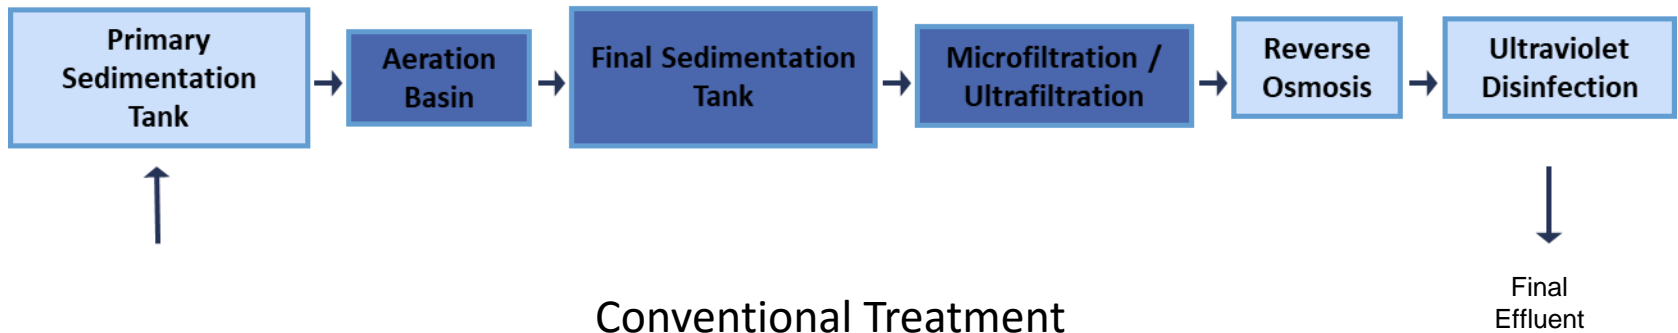 Primary
Sedimentation
Tank
Aeration
Basin
Final Sedimentation
Tank
Microfiltration /
Ultrafiltration
Reverse
Osmosis
Ultraviolet
Disinfection
Conventional Treatment
Final
Effluent